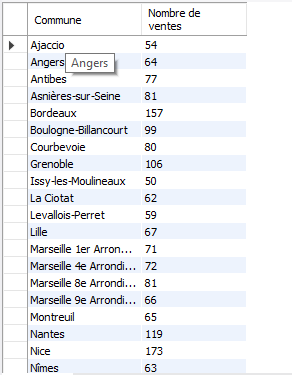 Commune Nombre de ventes
Ajaccio 54
Angers 64
Angers
Antibes 77
Asnières-sur-Seine 81
Bordeaux 157
Boulogne-Billancourt 99
Courbevoie 80
Grenoble 106
Issy-les-Moulineaux 50
La Ciotat 62
Levallois-Perret 59
Lille 67
Marseille 1er Arron... 71
Marseille 4e Arrondi... 72
Marseille 8e Arrondi... 81
Marseille 9e Arrondi... 66
Montreuil 65
Nantes 119
Nice 173
Nîmes 63